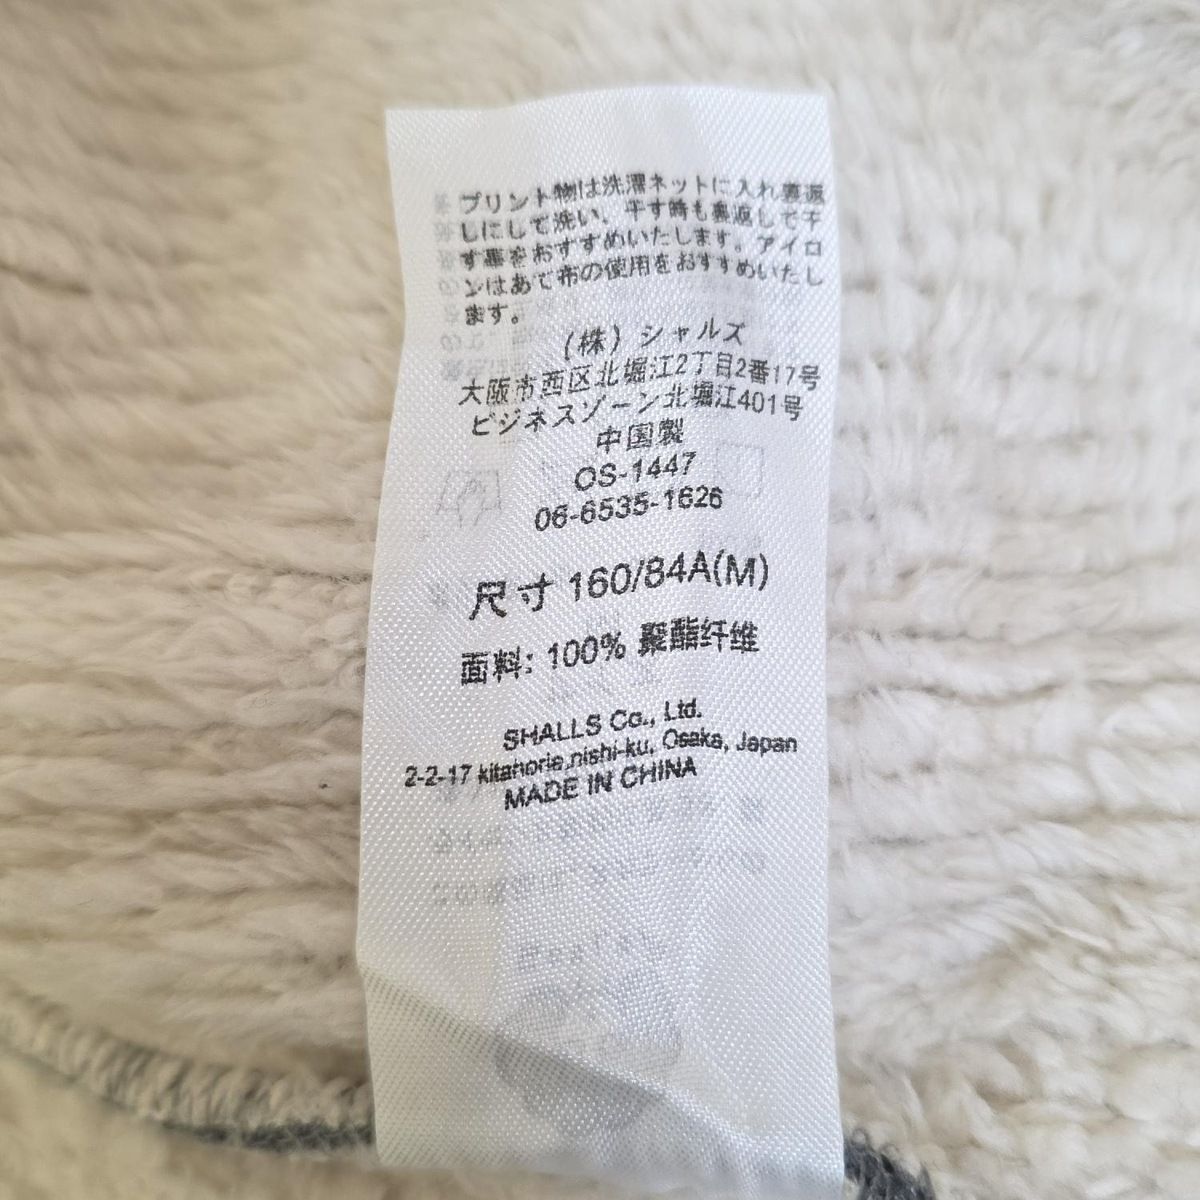 プリント物は洗濯ネットに入れ裏返
しにして洗い、干す時も裏返して干
す事をおすすめいたします。アイロ
ンはあて布の使用をおすすめいたし
ます。
(株) シャルズ
大阪市西区北堀江2丁目2番17号
ビジネスゾーン北堀江401号
中国製
OS-1447
06-6535-1626
尺寸 160/84A(M)
面料: 100% 聚酯纤维
SHALLS Co., Ltd.
2-2-17 kitahorie,nishi-ku, Osaka, Japan
MADE IN CHINA